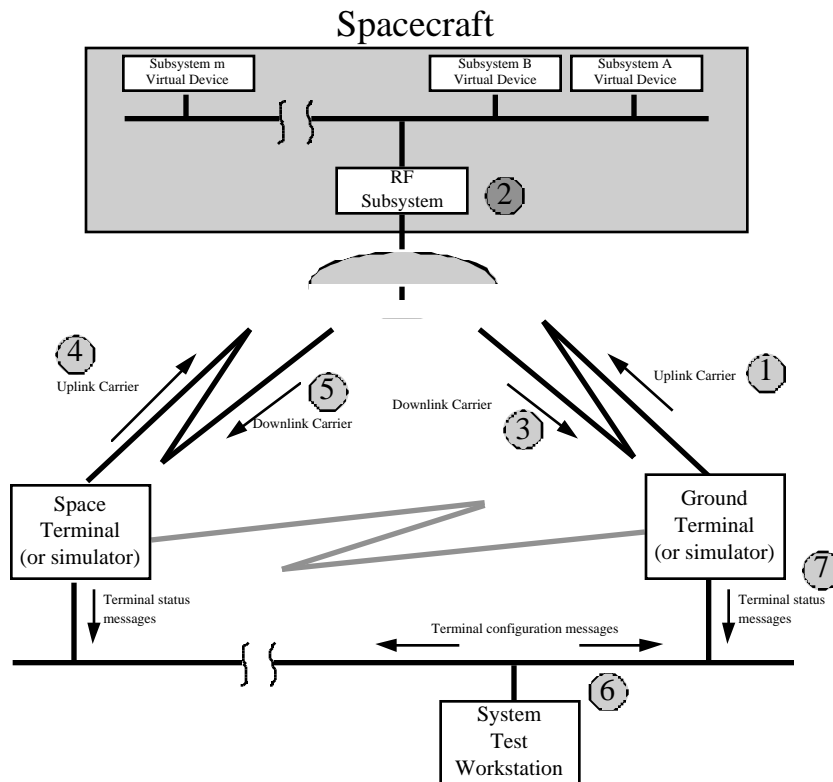 Spacecraft
Subsystem m
Virtual Device
Subsystem B
Virtual Device
Subsystem A
Virtual Device
RF
Subsystem
2
4
Uplink Carrier
5
Downlink Carrier
Downlink Carrier
3
Uplink Carrier
1
Space
Terminal
(or simulator)
Ground
Terminal
(or simulator)
7
Terminal status
messages
Terminal configuration messages
Terminal status
messages
6
System
Test
Workstation